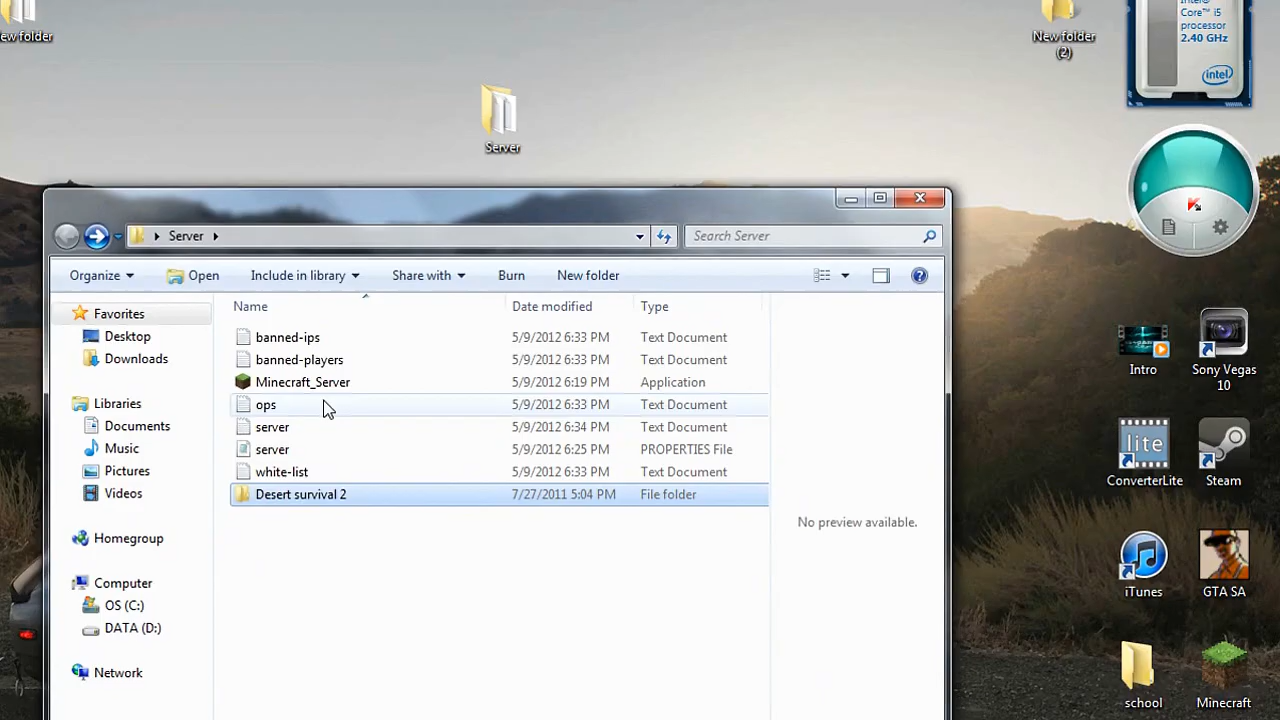 ew folder
New folder
(2)
Intel®
Core™ i5
processor
2.40 GHz
intel
Server
Server
Search Server
Organize
Open
Include in library
Share with
Burn
New folder
Name
Date modified
Type
Favorites
Desktop
Downloads
Libraries
Documents
Music
Pictures
Videos
Homegroup
Computer
OS (C:)
DATA (D:)
Network
banned-ips 5/9/2012 6:33 PM Text Document
banned-players 5/9/2012 6:33 PM Text Document
Minecraft_Server 5/9/2012 6:19 PM Application
ops 5/9/2012 6:33 PM Text Document
server 5/9/2012 6:34 PM Text Document
server 5/9/2012 6:25 PM PROPERTIES File
white-list 5/9/2012 6:33 PM Text Document
Desert survival 2 7/27/2011 5:04 PM File folder
No preview available.
Intro
Sony Vegas
10
lite
ConverterLite
Steam
iTunes
GTA SA
school
Minecraft